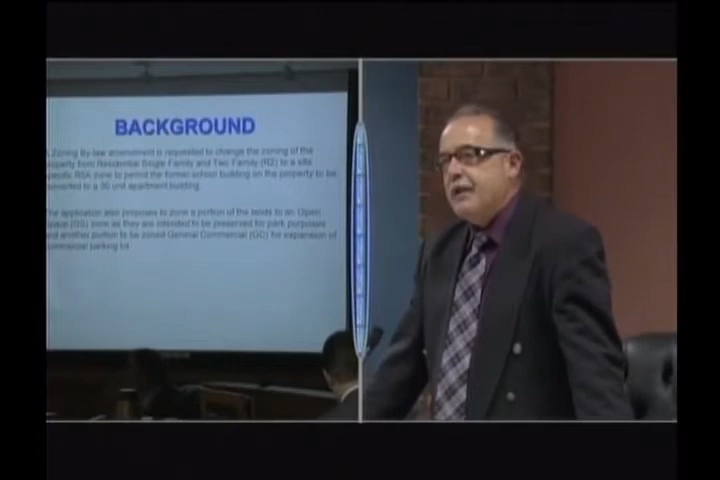 BACKGROUND
Zoning By-law amendment is requested to change the zoning of the
property from Residential Single Family and Two Family (R2) to a site
specific zone to permit the former school building on the property to be
converted to a 30 unit apartment building
The application also proposes to zone a portion of the lands to an Open
Space (OS) zone as they are intended to be preserved for park purposes
and another portion to be zoned General Commercial (GC) for expansion of
commercial parking lot